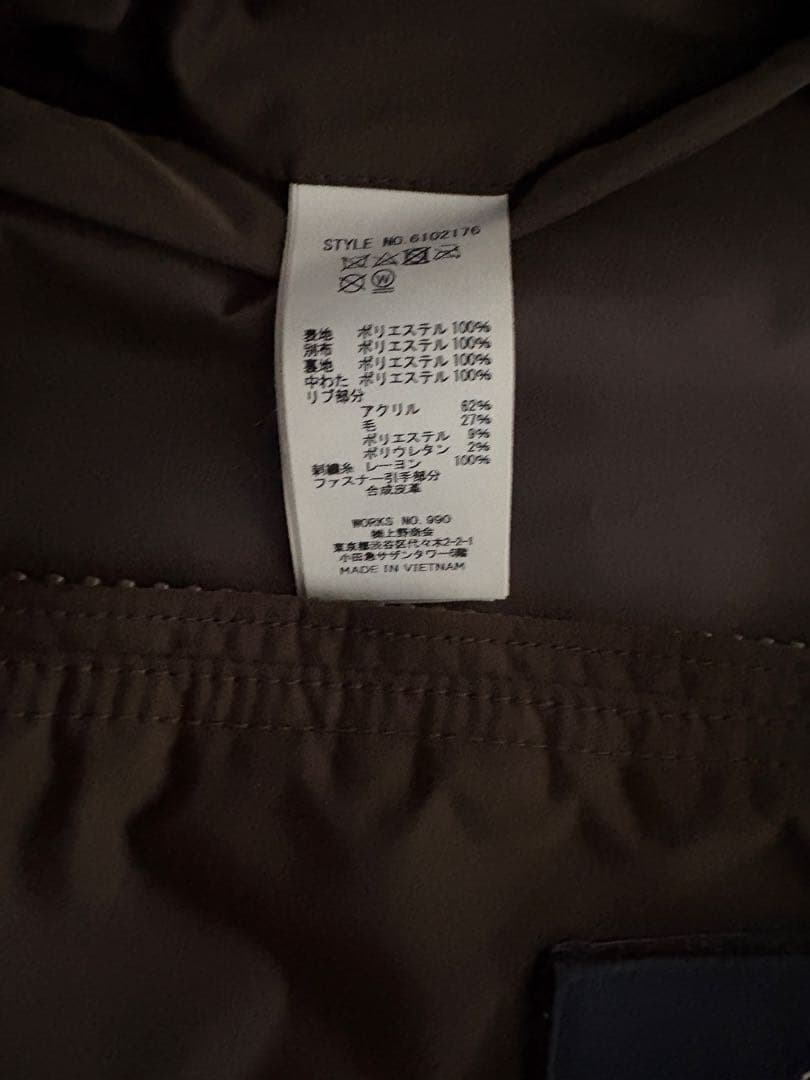 STYLE NO.6102176
W
表地 ポリエステル 100%
別布 ポリエステル 100%
裏地 ポリエステル 100%
中わた ポリエステル 100%
リブ部分
アクリル 62%
毛 27%
ポリエステル 9%
ポリウレタン 2%
刺繍糸 レーヨン 100%
ファスナー引手部分
合成皮革
WORKS NO.990
㈱上野商会
東京都渋谷区代々木2-2-1
小田急サザンタワー6階
MADE IN VIETNAM